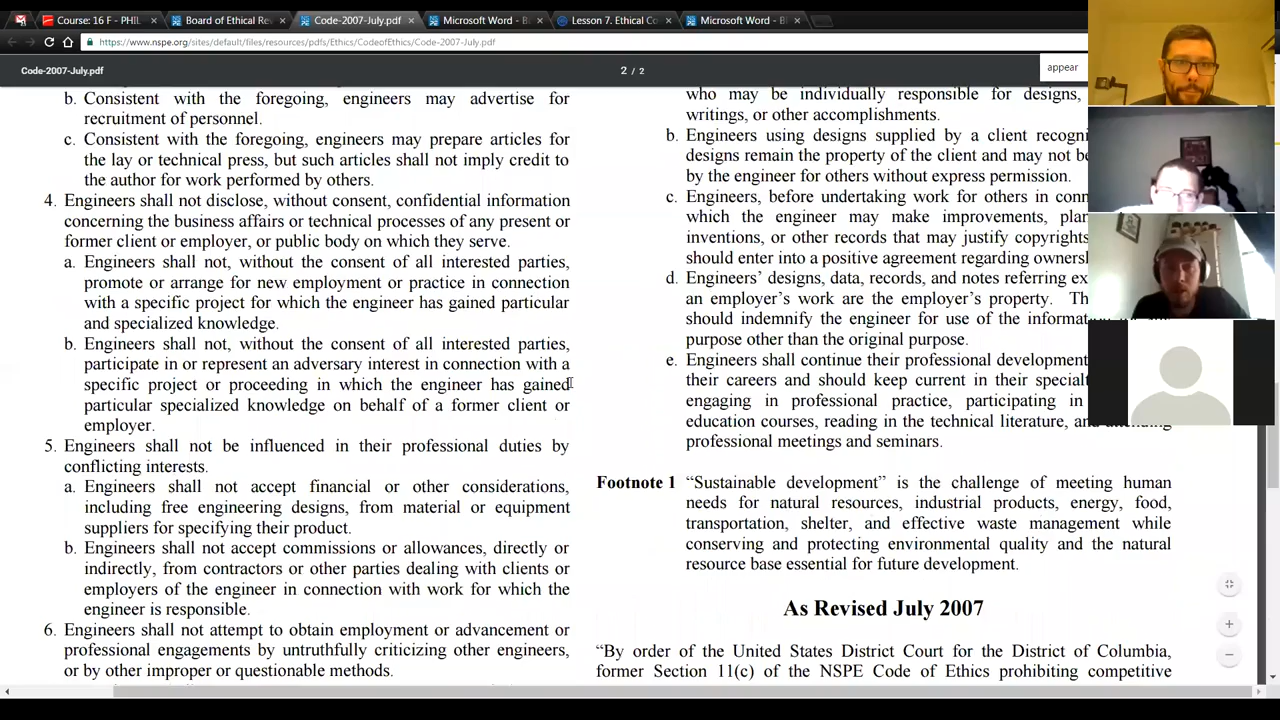 Course: 16 F - PHIL
Board of Ethical Re
Code-2007-July.pdf
Microsoft Word - B
Lesson 7. Ethical Co
Microsoft Word - B
https://www.nspe.org/sites/default/files/resources/pdfs/Ethics/CodeofEthics/Code-2007-July.pdf
Code-2007-July.pdf
2 / 2
appear
b. Consistent with the foregoing, engineers may advertise for
recruitment of personnel.
c. Consistent with the foregoing, engineers may prepare articles for
the lay or technical press, but such articles shall not imply credit to
the author for work performed by others.
4. Engineers shall not disclose, without consent, confidential information
concerning the business affairs or technical processes of any present or
former client or employer, or public body on which they serve.
a. Engineers shall not, without the consent of all interested parties,
promote or arrange for new employment or practice in connection
with a specific project for which the engineer has gained particular
and specialized knowledge.
b. Engineers shall not, without the consent of all interested parties,
participate in or represent an adversary interest in connection with a
specific project or proceeding in which the engineer has gained
particular specialized knowledge on behalf of a former client or
employer.
5. Engineers shall not be influenced in their professional duties by
conflicting interests.
a. Engineers shall not accept financial or other considerations,
including free engineering designs, from material or equipment
suppliers for specifying their product.
b. Engineers shall not accept commissions or allowances, directly or
indirectly, from contractors or other parties dealing with clients or
employers of the engineer in connection with work for which the
engineer is responsible.
6. Engineers shall not attempt to obtain employment or advancement or
professional engagements by untruthfully criticizing other engineers,
or by other improper or questionable methods.
who may be individually responsible for designs,
writings, or other accomplishments.
b. Engineers using designs supplied by a client recogni
designs remain the property of the client and may not be
by the engineer for others without express permission.
c. Engineers, before undertaking work for others in conn
which the engineer may make improvements, plan
inventions, or other records that may justify copyrights
should enter into a positive agreement regarding owners
d. Engineers' designs, data, records, and notes referring ex
an employer's work are the employer's property. Th
should indemnify the engineer for use of the informat
purpose other than the original purpose.
e. Engineers shall continue their professional development
their careers and should keep current in their special
engaging in professional practice, participating in
education courses, reading in the technical literature, and attending
professional meetings and seminars.
Footnote 1 "Sustainable development" is the challenge of meeting human
needs for natural resources, industrial products, energy, food,
transportation, shelter, and effective waste management while
conserving and protecting environmental quality and the natural
resource base essential for future development.
As Revised July 2007
"By order of the United States District Court for the District of Columbia,
former Section 11(c) of the NSPE Code of Ethics prohibiting competitive